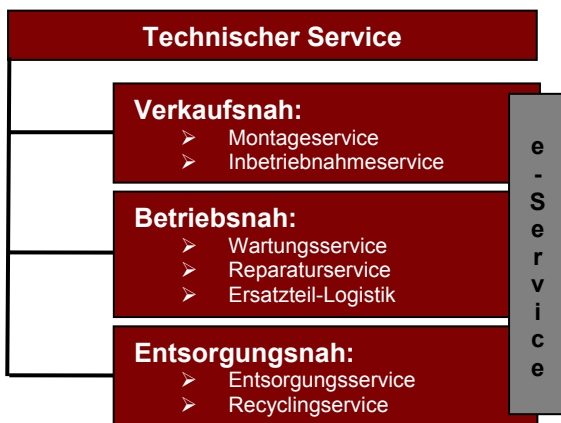 Technischer Service
Verkaufsnah:
➢ Montageservice
➢ Inbetriebnahmeservice
Betriebsnah:
➢ Wartungsservice
➢ Reparaturservice
➢ Ersatzteil-Logistik
Entsorgungsnah:
➢ Entsorgungsservice
➢ Recyclingservice
e-Service